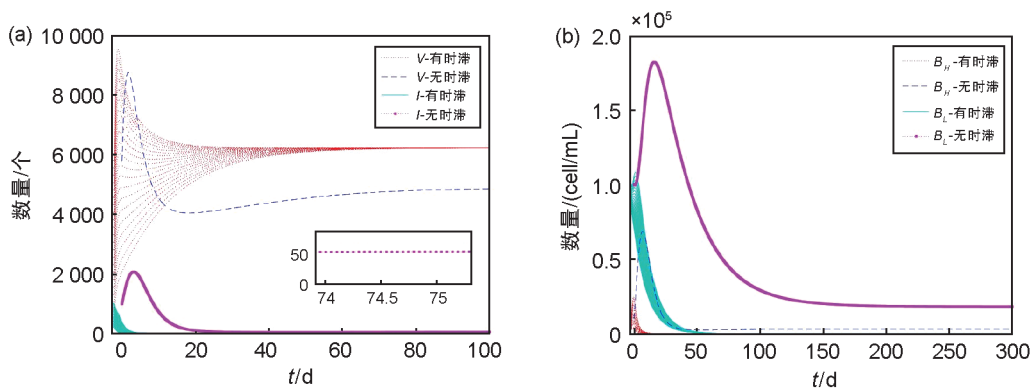 (a)
数量/个
10 000
8 000
6 000
4 000
2 000
0
V-有时滞
V-无时滞
I-有时滞
I-无时滞
50
0
74
74.5
75
0
20
40
60
80
100
t/d
(b)
×10⁵
数量/(cell/mL)
2.0
1.5
1.0
0.5
0
B_H-有时滞
B_H-无时滞
B_L-有时滞
B_L-无时滞
0
50
100
150
200
250
300
t/d